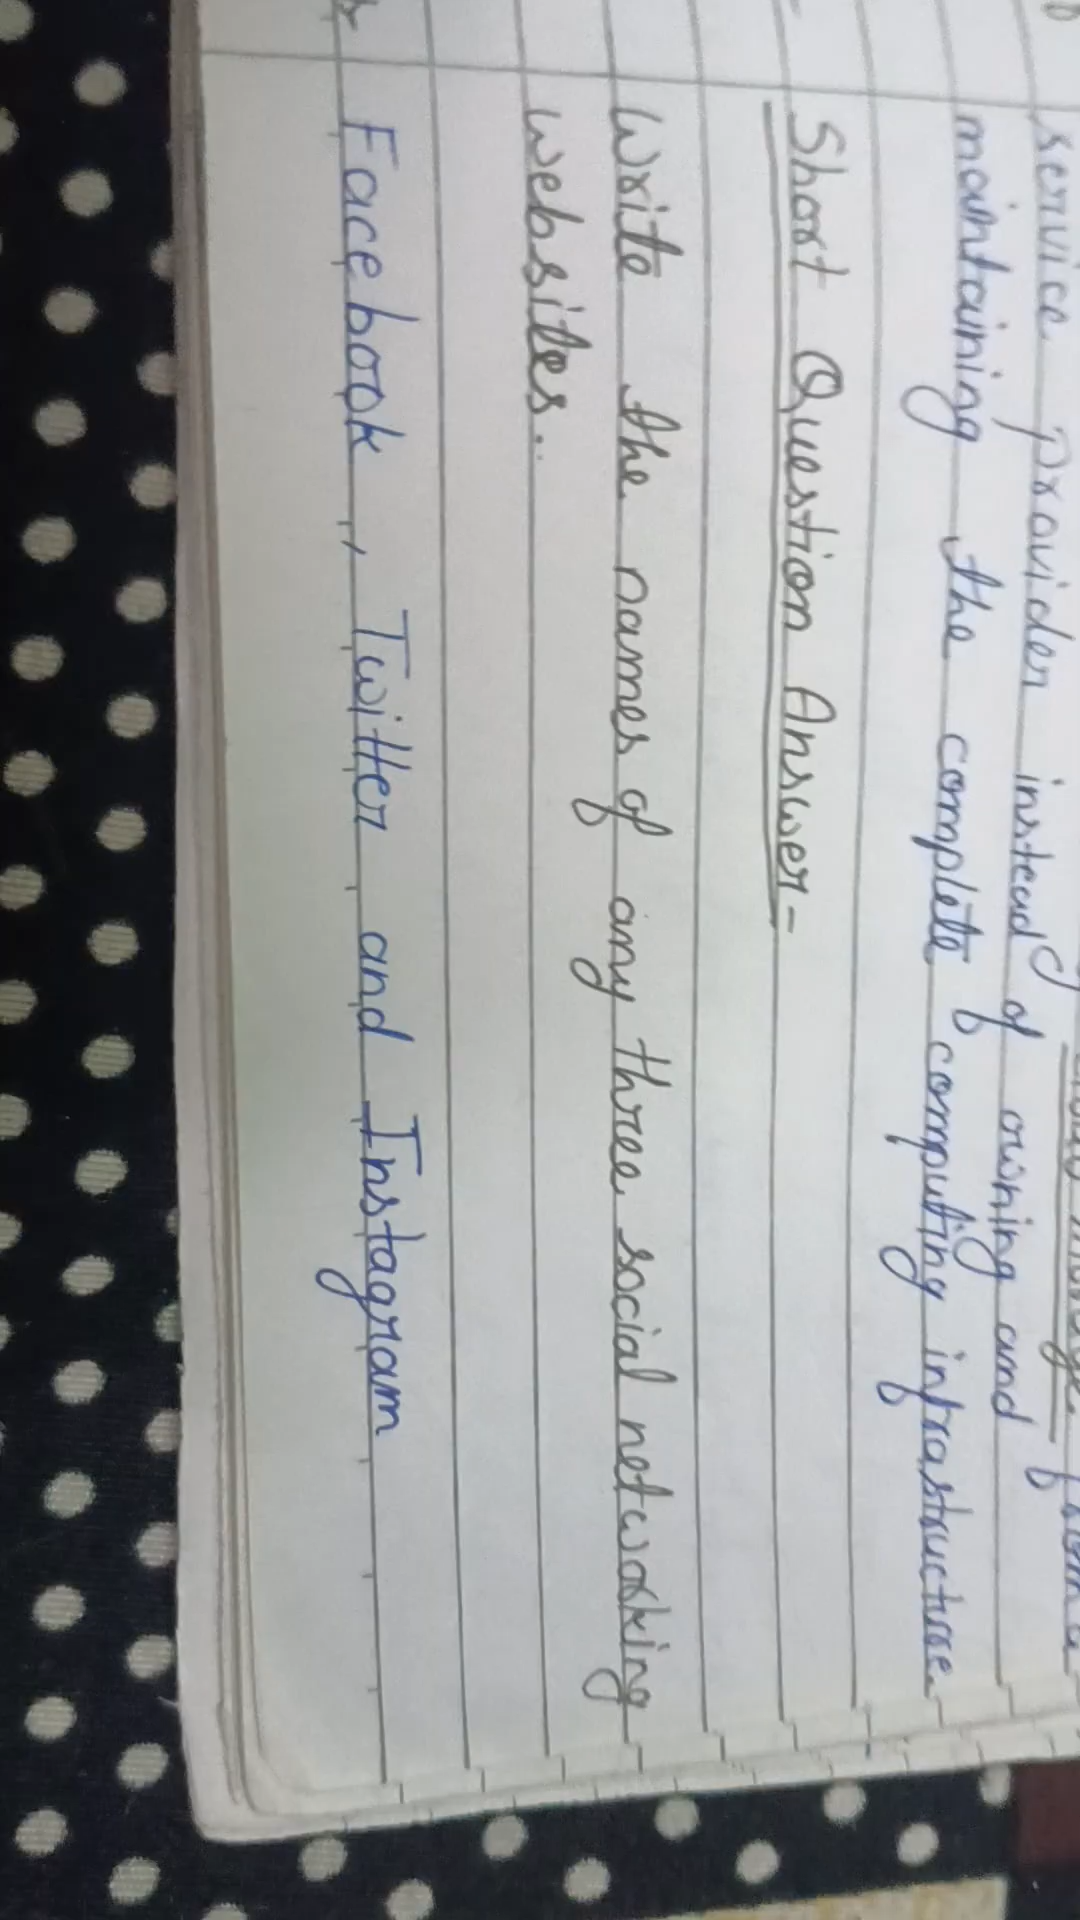 service provider instead of owning and
maintaining the complete computing infrastructure.
Short Question Answer-
Write the names of any three social networking
websites..
Facebook, Twitter and Instagram